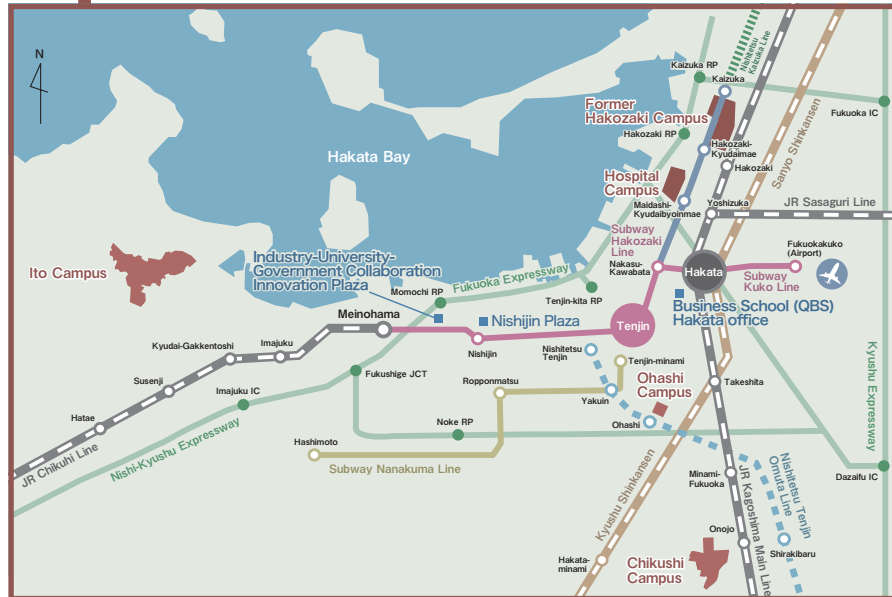 N
Nishitetsu
Kaizuka Line
Kaizuka RP
Kaizuka
Former
Hakozaki Campus
Fukuoka IC
Hakozaki RP
Hakozaki-
Kyudaimae
Hakozaki
Sanyo Shinkansen
Hakata Bay
Hospital
Campus
Maidashi-
Kyudaibyoinmae
Yoshizuka
JR Sasaguri Line
Subway
Hakozaki
Line
Fukuokakuko
(Airport)
Industry-University-
Government Collaboration
Innovation Plaza
Ito Campus
Nakasu-
Kawabata
Hakata
Subway
Kuko Line
Fukuoka Expressway
Momochi RP
Tenjin-kita RP
Business School (QBS)
Hakata office
Meinohama
Nishijin Plaza
Tenjin
Kyudai-Gakkentoshi
Imajuku
Nishijin
Nishitetsu
Tenjin
Tenjin-minami
Susenji
Fukushige JCT
Ropponmatsu
Ohashi
Campus
Takeshita
Kyushu Expressway
Imajuku IC
Yakuin
Hatae
Noke RP
Ohashi
Hashimoto
JR Chikuhi Line
Nishi-Kyushu Expressway
Subway Nanakuma Line
Minami-
Fukuoka
Nishitetsu Tenjin
Omuta Line
Dazaifu IC
Kyushu Shinkansen
JR Kagoshima Main Line
Onojo
Shirakibaru
Hakata-
minami
Chikushi
Campus